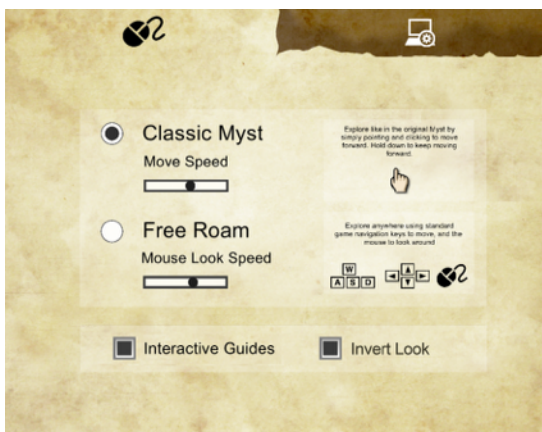 Classic Myst
Move Speed
Explore like in the original Myst by
simply pointing and clicking to move
forward. Hold down to keep moving
forward.
Free Roam
Mouse Look Speed
Explore anywhere using standard
game navigation keys to move, and the
mouse to look around
W
A S D
Interactive Guides
Invert Look